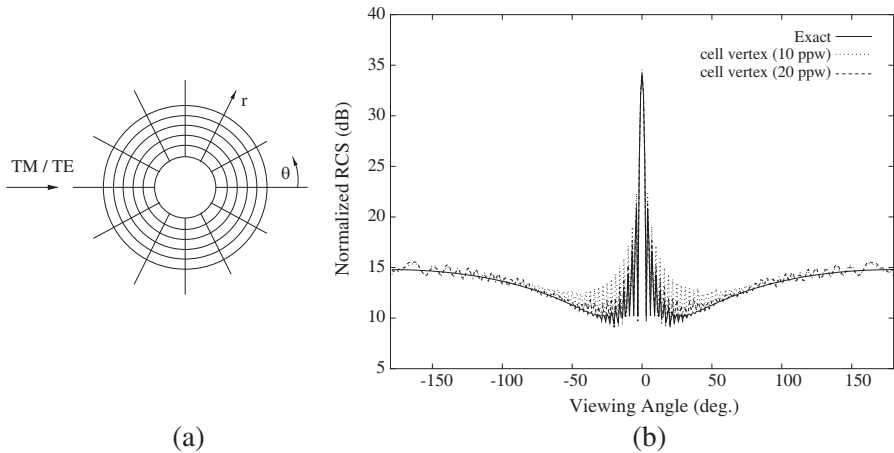 TM / TE
r
θ
(a)
40
35
30
25
20
15
10
5
Normalized RCS (dB)
Exact
cell vertex (10 ppw)
cell vertex (20 ppw)
-150 -100 -50 0 50 100 150
Viewing Angle (deg.)
(b)